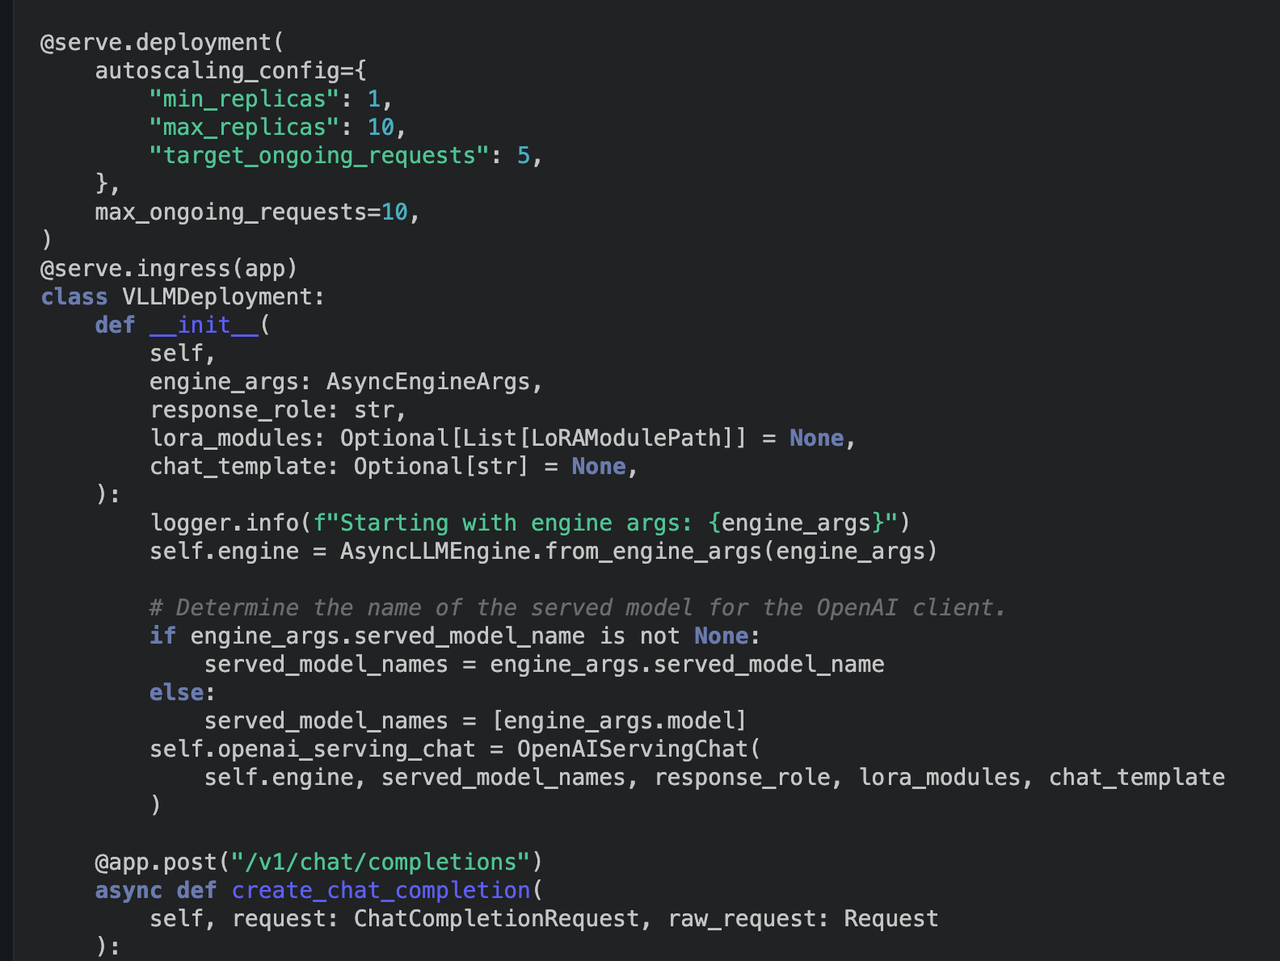 @serve.deployment(
    autoscaling_config={
        "min_replicas": 1,
        "max_replicas": 10,
        "target_ongoing_requests": 5,
    },
    max_ongoing_requests=10,
)
@serve.ingress(app)
class VLLMDeployment:
    def __init__(
        self,
        engine_args: AsyncEngineArgs,
        response_role: str,
        lora_modules: Optional[List[LoRAModulePath]] = None,
        chat_template: Optional[str] = None,
    ):
        logger.info(f"Starting with engine args: {engine_args}")
        self.engine = AsyncLLMEngine.from_engine_args(engine_args)

        # Determine the name of the served model for the OpenAI client.
        if engine_args.served_model_name is not None:
            served_model_names = engine_args.served_model_name
        else:
            served_model_names = [engine_args.model]
        self.openai_serving_chat = OpenAIServingChat(
            self.engine, served_model_names, response_role, lora_modules, chat_template
        )

    @app.post("/v1/chat/completions")
    async def create_chat_completion(
        self, request: ChatCompletionRequest, raw_request: Request
    ):